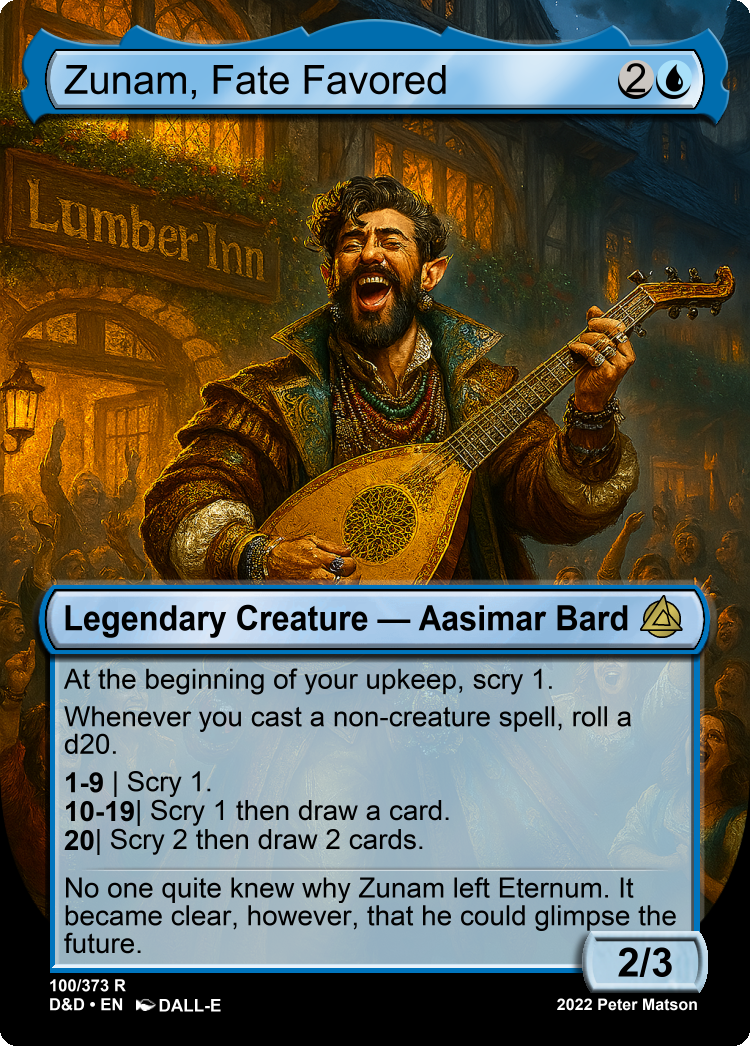 Zunam, Fate Favored 2
Lumber Inn
Legendary Creature — Aasimar Bard
At the beginning of your upkeep, scry 1.
Whenever you cast a non-creature spell, roll a
d20.
1-9 | Scry 1.
10-19| Scry 1 then draw a card.
20| Scry 2 then draw 2 cards.
No one quite knew why Zunam left Eternum. It
became clear, however, that he could glimpse the
future.
2/3
100/373 R
D&D • EN DALL-E
2022 Peter Matson